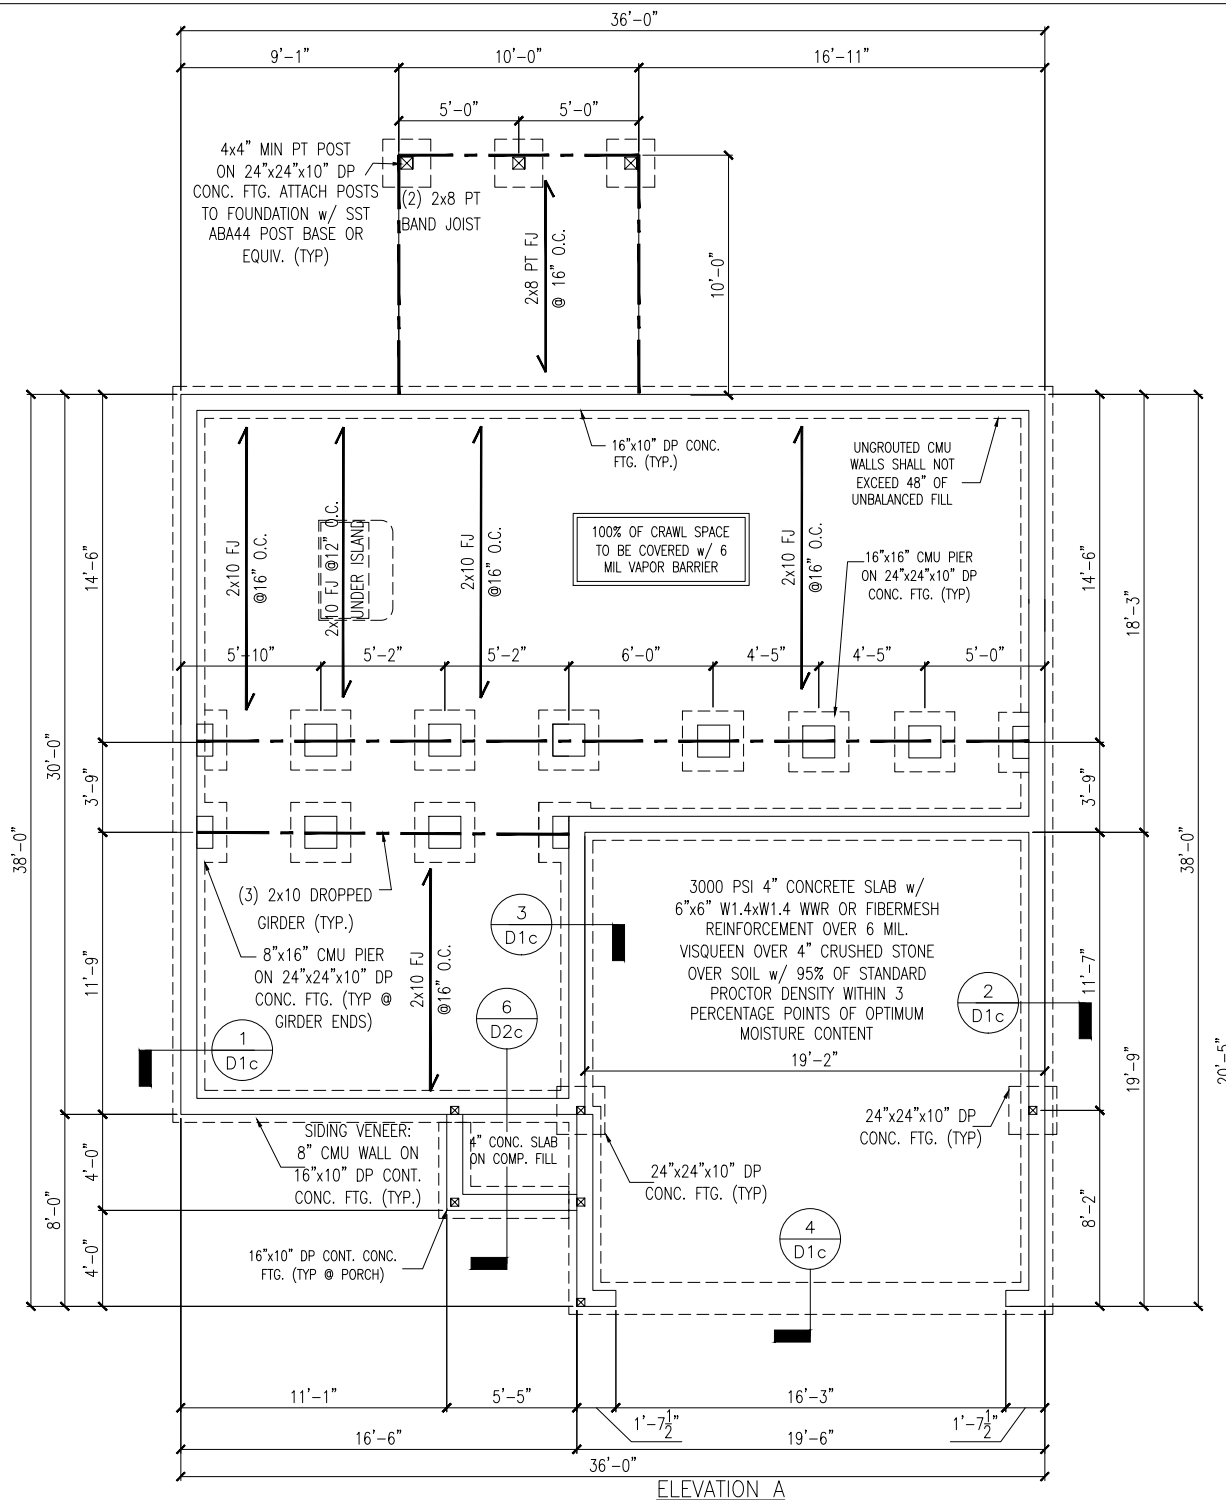 36'-0"
9'-1"
10'-0"
16'-11"
5'-0"
5'-0"
4x4" MIN PT POST
ON 24"x24"x10" DP
CONC. FTG. ATTACH POSTS
TO FOUNDATION w/ SST
ABA44 POST BASE OR
EQUIV. (TYP)
(2) 2x8 PT
BAND JOIST
2x8 PT FJ
@ 16" O.C.
10'-0"
16"x10" DP CONC.
FTG. (TYP.)
UNGROUTED CMU
WALLS SHALL NOT
EXCEED 48" OF
UNBALANCED FILL
2x10 FJ
@16" O.C.
2x10 FJ @12" O.C.
UNDER ISLAND
2x10 FJ
@16" O.C.
100% OF CRAWL SPACE
TO BE COVERED w/ 6
MIL VAPOR BARRIER
2x10 FJ
@16" O.C.
16"x16" CMU PIER
ON 24"x24"x10" DP
CONC. FTG. (TYP)
14'-6"
14'-6"
18'-3"
5'-10"
5'-2"
5'-2"
6'-0"
4'-5"
4'-5"
5'-0"
30'-0"
3'-9"
3'-9"
38'-0"
38'-0"
(3) 2x10 DROPPED
GIRDER (TYP.)
8"x16" CMU PIER
ON 24"x24"x10" DP
CONC. FTG. (TYP @
GIRDER ENDS)
11'-9"
2x10 FJ
@16" O.C.
3
D1c
6
D2c
1
D1c
3000 PSI 4" CONCRETE SLAB w/
6"x6" W1.4xW1.4 WWR OR FIBERMESH
REINFORCEMENT OVER 6 MIL.
VISQUEEN OVER 4" CRUSHED STONE
OVER SOIL w/ 95% OF STANDARD
PROCTOR DENSITY WITHIN 3
PERCENTAGE POINTS OF OPTIMUM
MOISTURE CONTENT
19'-2"
2
D1c
11'-7"
19'-9"
20'-5"
SIDING VENEER:
8" CMU WALL ON
16"x10" DP CONT.
CONC. FTG. (TYP.)
4" CONC. SLAB
ON COMP. FILL
24"x24"x10" DP
CONC. FTG. (TYP)
24"x24"x10" DP
CONC. FTG. (TYP)
4'-0"
8'-0"
4'-0"
8'-2"
16"x10" DP CONT. CONC.
FTG. (TYP @ PORCH)
4
D1c
11'-1"
5'-5"
16'-3"
1'-7½"
1'-7½"
16'-6"
19'-6"
36'-0"
ELEVATION A